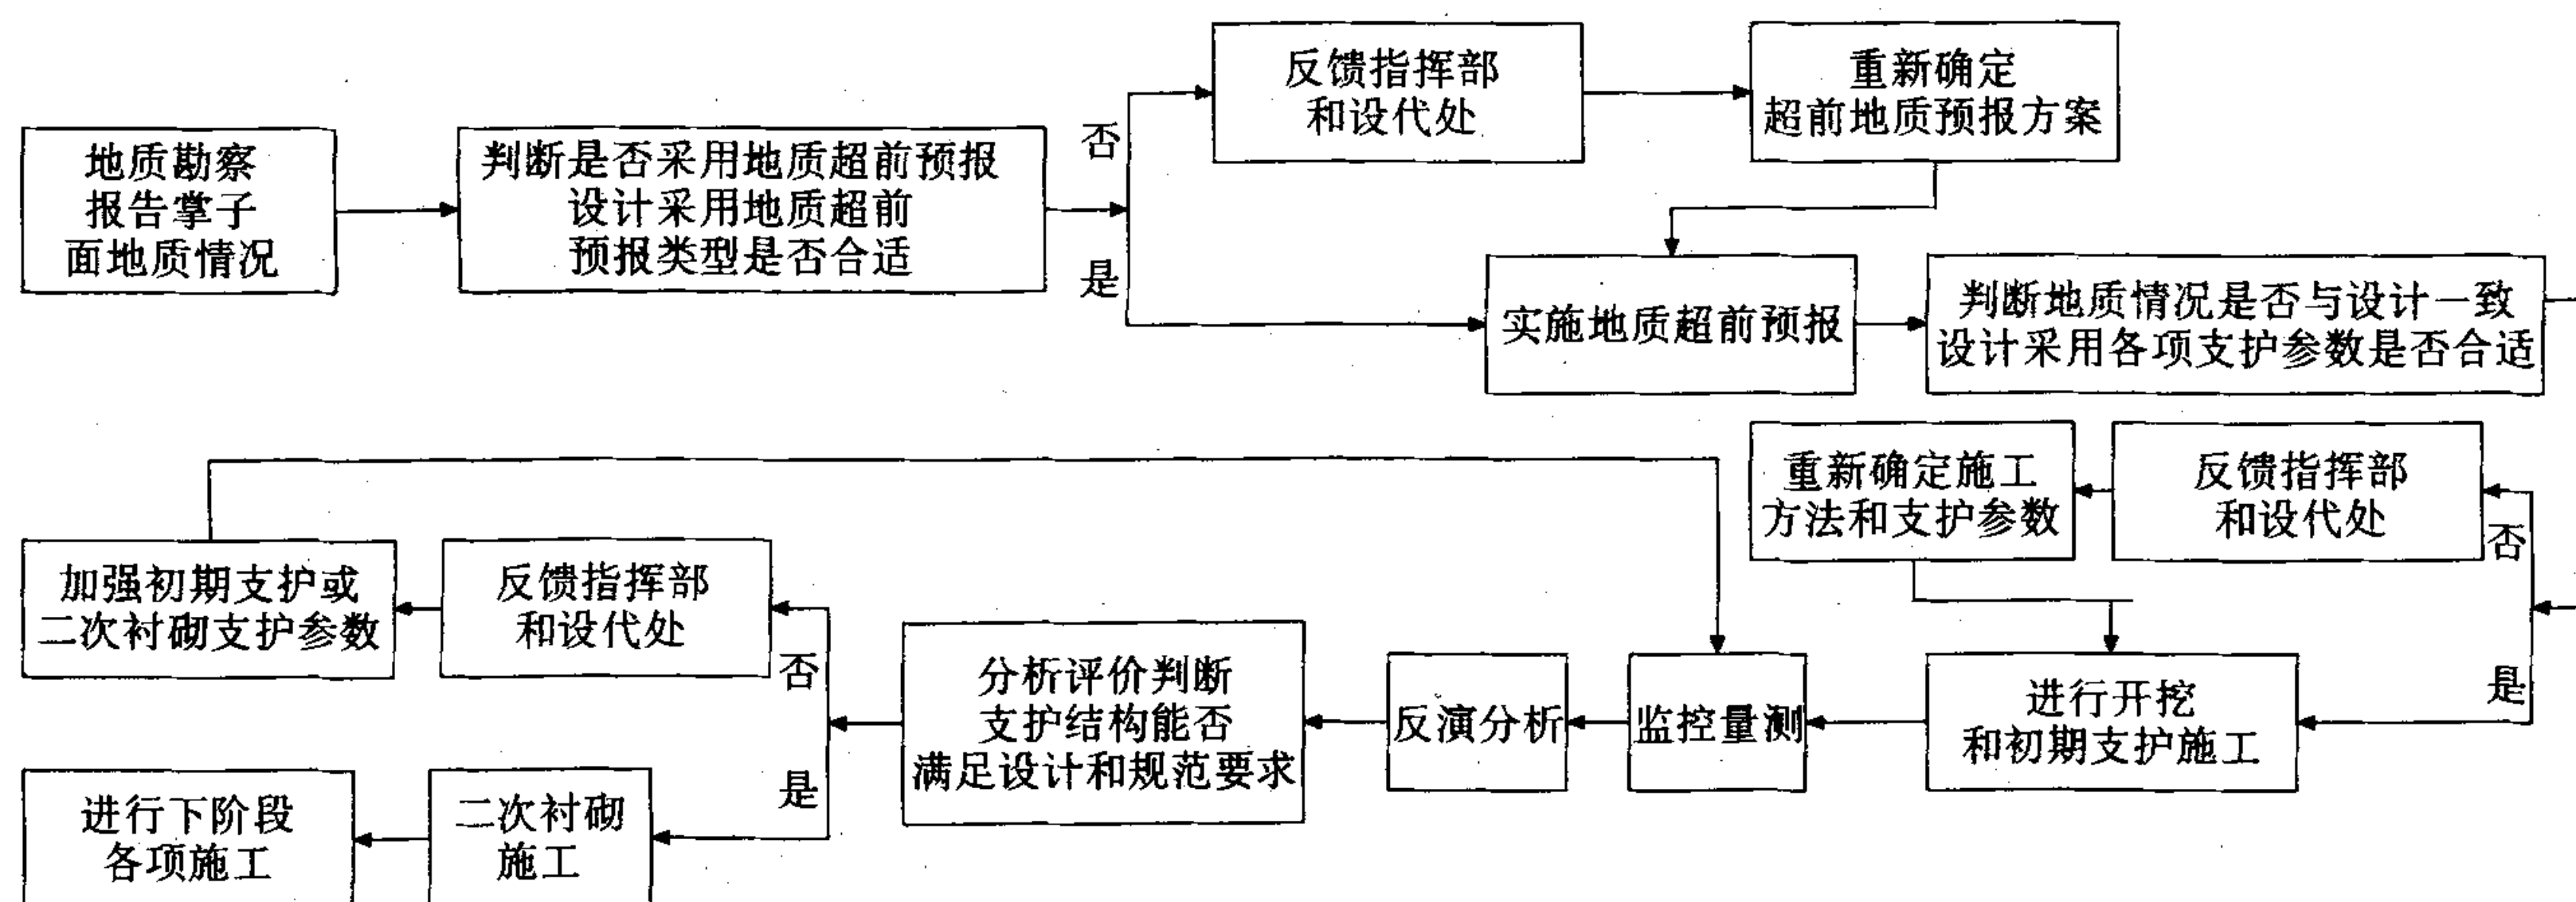 地质勘察
报告掌子
面地质情况
判断是否采用地质超前预报
设计采用地质超前
预报类型是否合适
否
是
反馈指挥部
和设代处
重新确定
超前地质预报方案
实施地质超前预报
判断地质情况是否与设计一致
设计采用各项支护参数是否合适
否
是
反馈指挥部
和设代处
重新确定施工
方法和支护参数
进行开挖
和初期支护施工
监控量测
反演分析
分析评价判断
支护结构能否
满足设计和规范要求
否
是
反馈指挥部
和设代处
加强初期支护或
二次衬砌支护参数
二次衬砌
施工
进行下阶段
各项施工